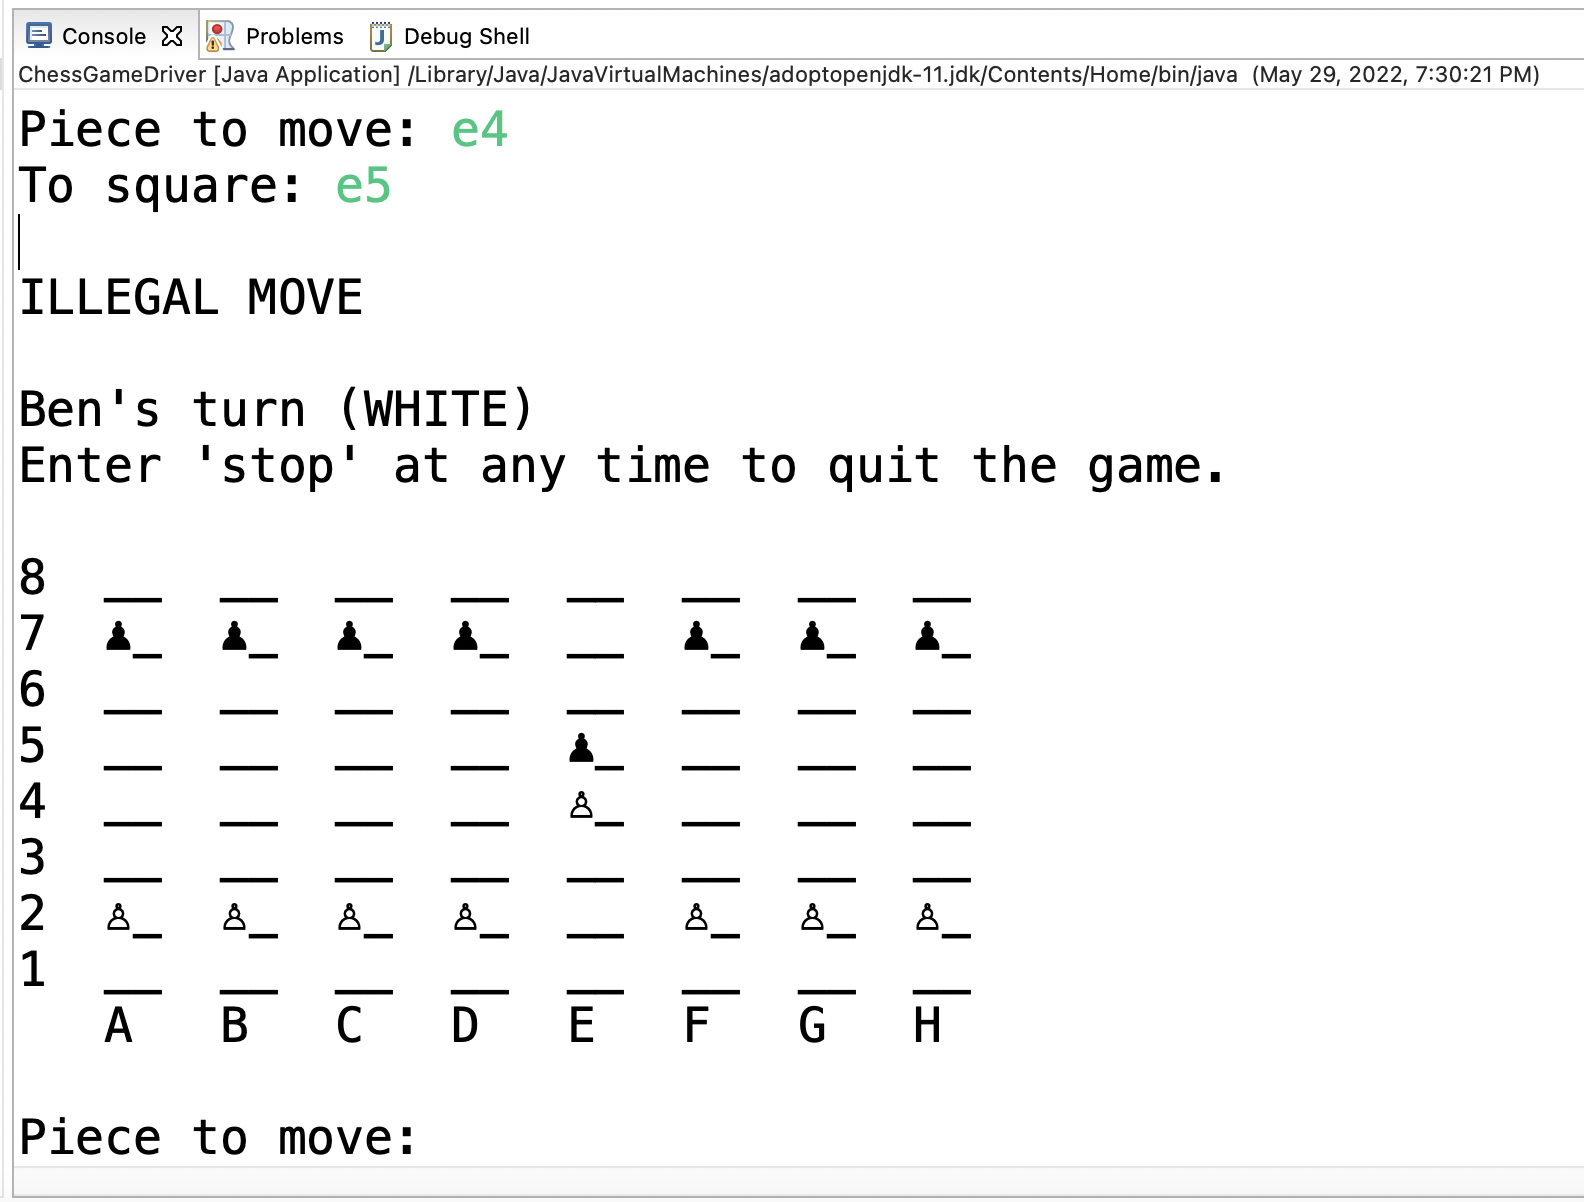 Console Problems Debug Shell
ChessGameDriver [Java Application] /Library/Java/JavaVirtualMachines/adoptopenjdk-11.jdk/Contents/Home/bin/java (May 29, 2022, 7:30:21 PM)
Piece to move: e4
To square: e5
ILLEGAL MOVE
Ben's turn (WHITE)
Enter 'stop' at any time to quit the game.
8 __ __ __ __ __ __ __ __
7 ♟_ ♟_ ♟_ ♟_ __ ♟_ ♟_ ♟_
6 __ __ __ __ __ __ __ __
5 __ __ __ __ ♟_ __ __ __
4 __ __ __ __ ♙_ __ __ __
3 __ __ __ __ __ __ __ __
2 ♙_ ♙_ ♙_ ♙_ __ ♙_ ♙_ ♙_
1 __ __ __ __ __ __ __ __
A B C D E F G H
Piece to move: